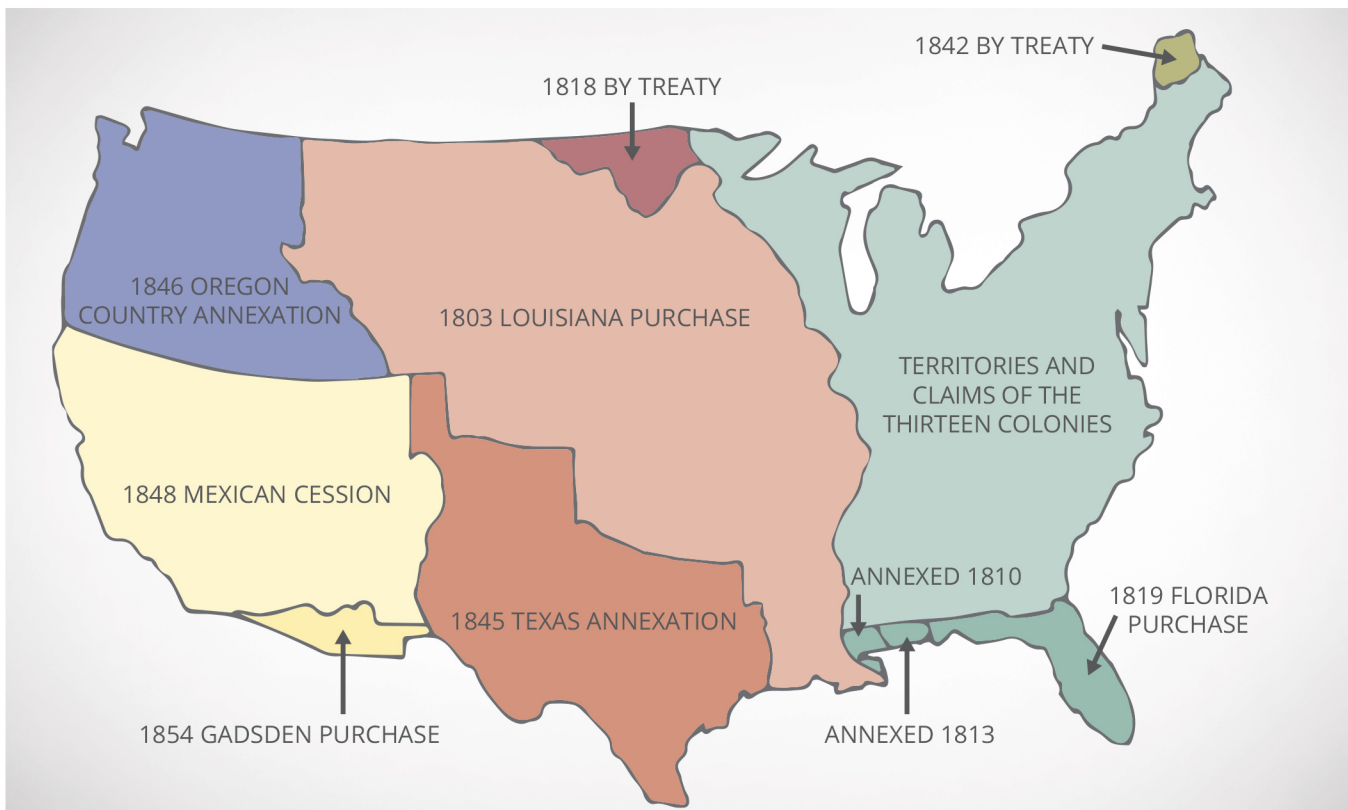 1842 BY TREATY
1818 BY TREATY
1846 OREGON
COUNTRY ANNEXATION
1803 LOUISIANA PURCHASE
TERRITORIES AND
CLAIMS OF THE
THIRTEEN COLONIES
1848 MEXICAN CESSION
ANNEXED 1810
1819 FLORIDA
PURCHASE
1845 TEXAS ANNEXATION
1854 GADSDEN PURCHASE
ANNEXED 1813